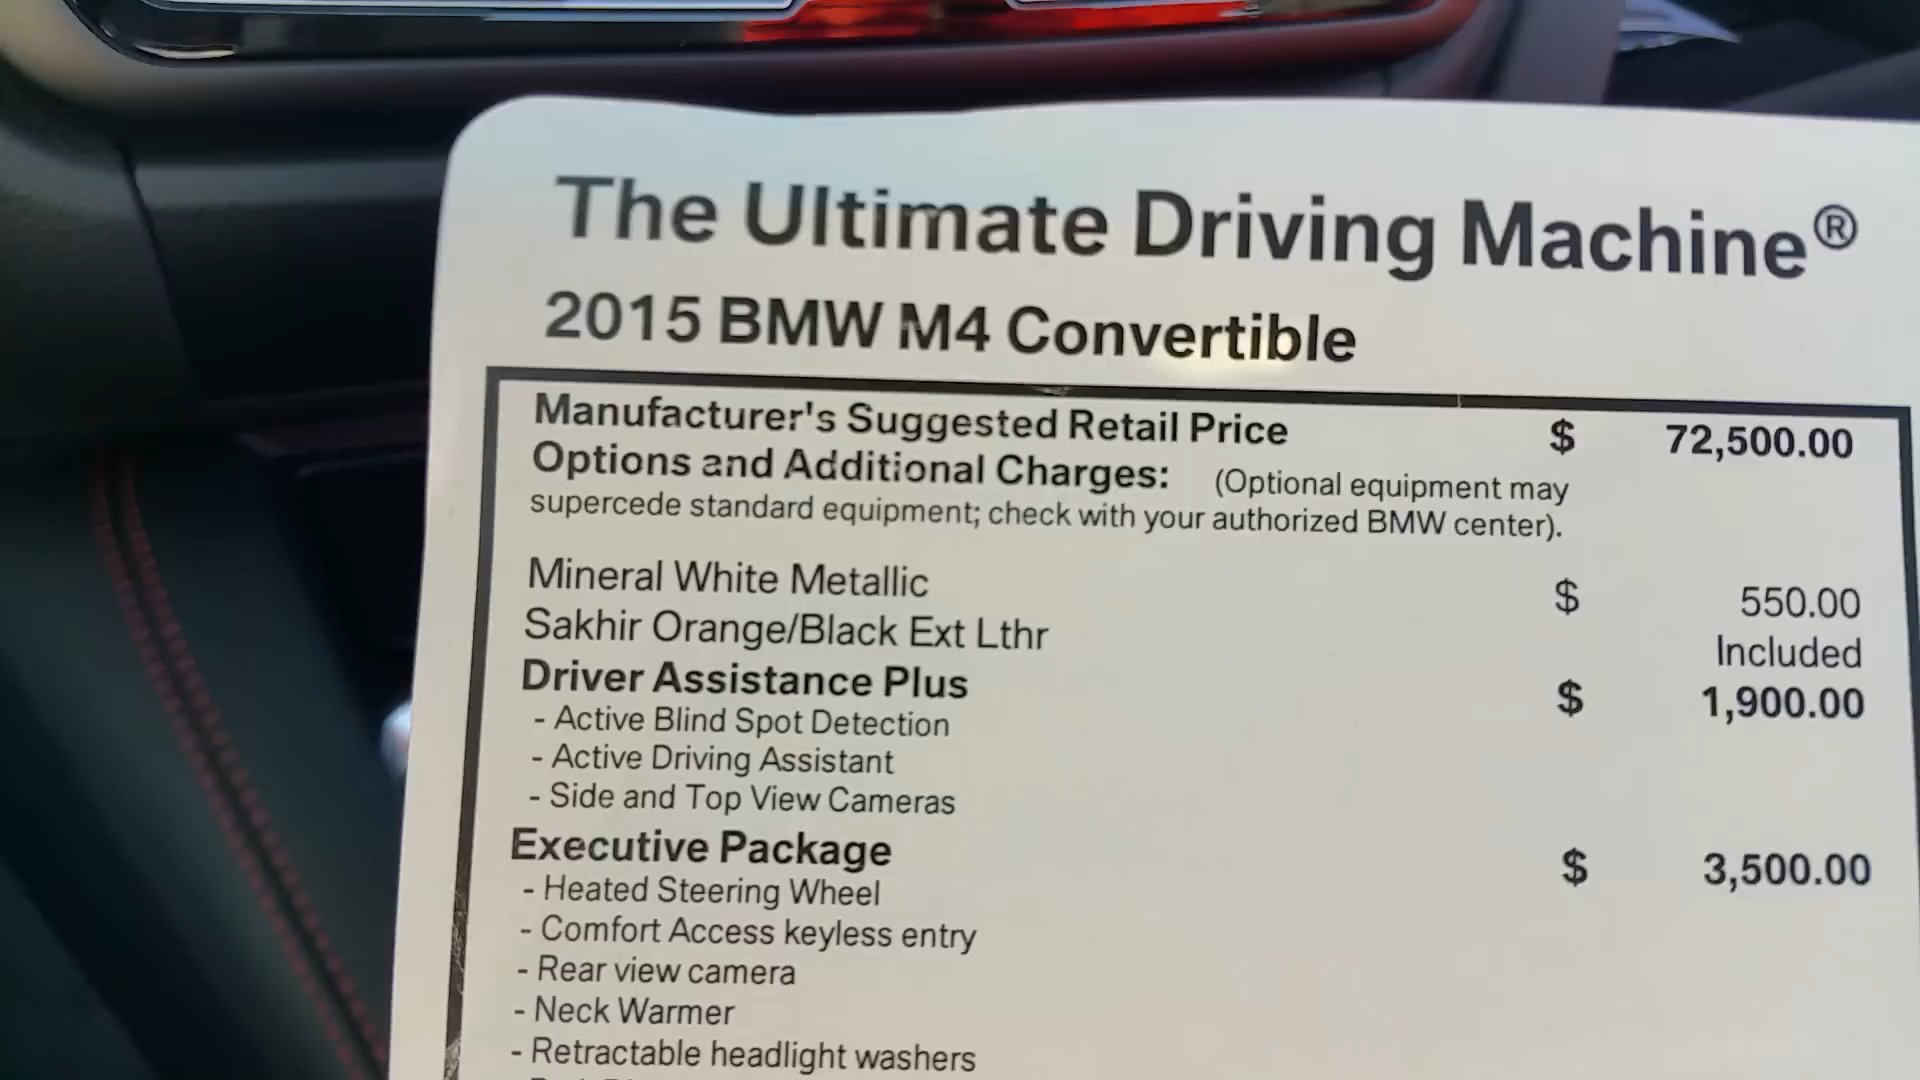 The Ultimate Driving Machine®
2015 BMW M4 Convertible
Manufacturer's Suggested Retail Price $ 72,500.00
Options and Additional Charges: (Optional equipment may
supercede standard equipment; check with your authorized BMW center).
Mineral White Metallic $ 550.00
Sakhir Orange/Black Ext Lthr Included
Driver Assistance Plus $ 1,900.00
- Active Blind Spot Detection
- Active Driving Assistant
- Side and Top View Cameras
Executive Package $ 3,500.00
- Heated Steering Wheel
- Comfort Access keyless entry
- Rear view camera
- Neck Warmer
- Retractable headlight washers